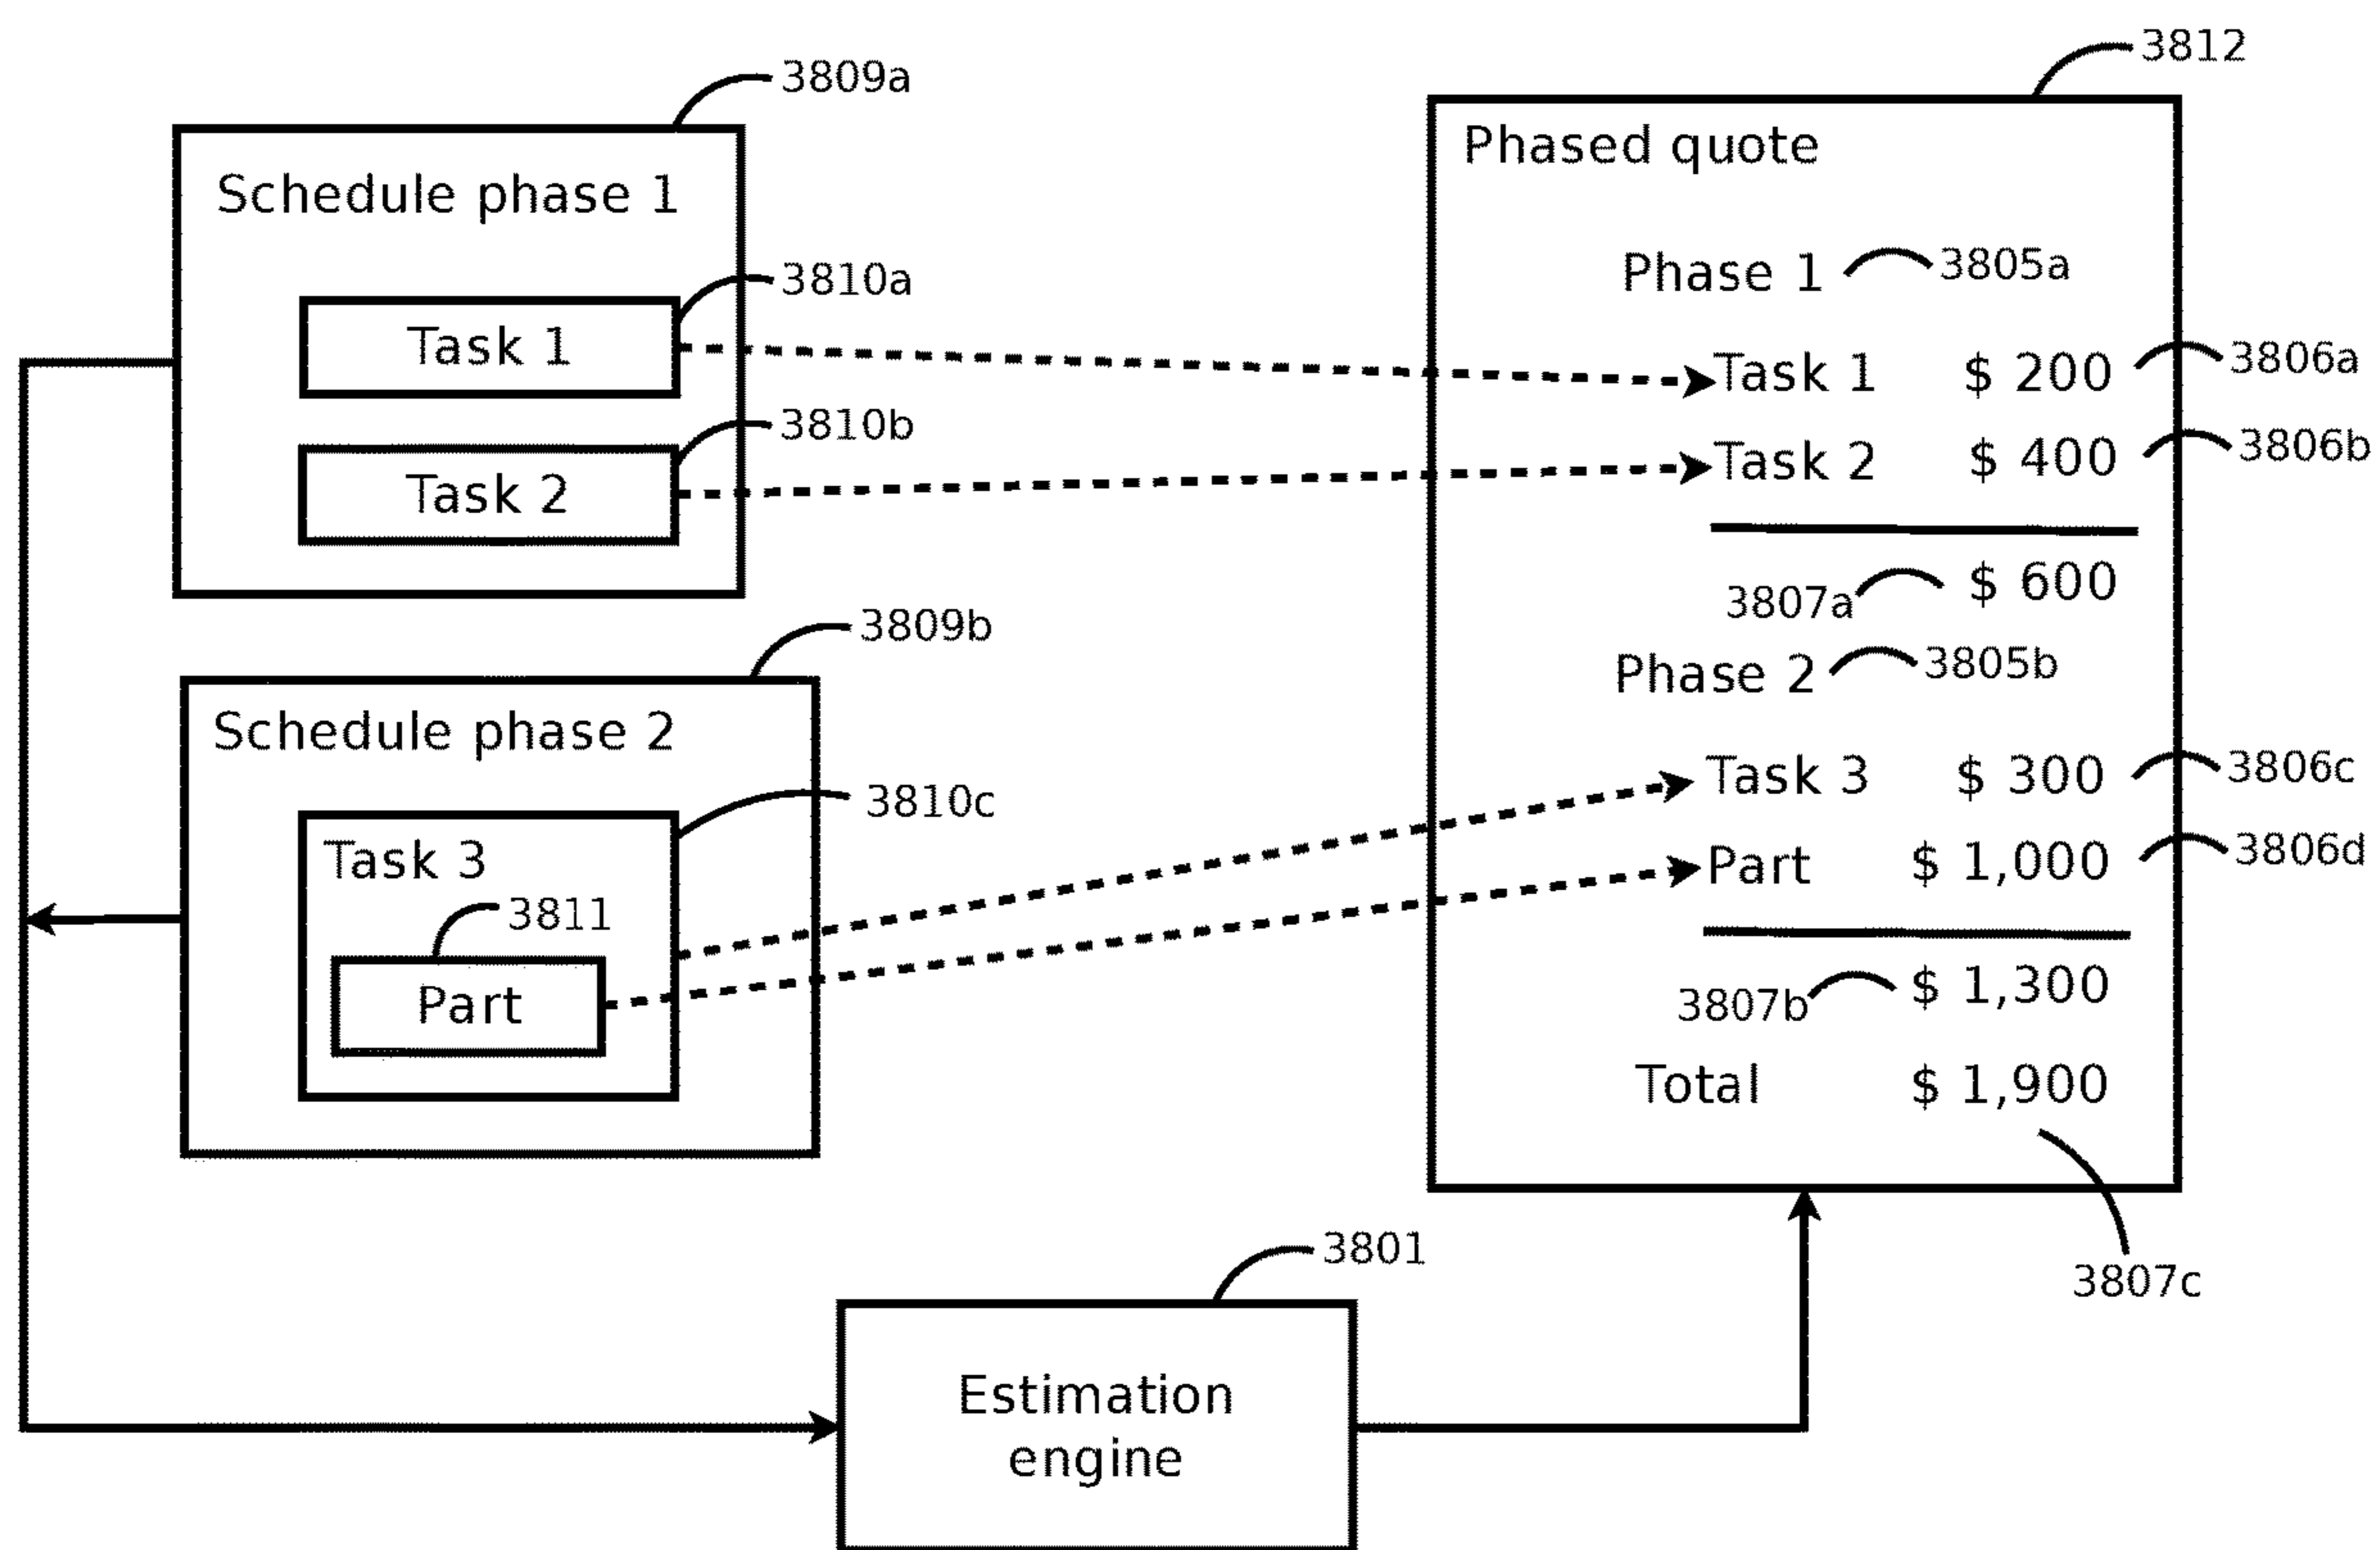 3809a
Schedule phase 1
3810a
Task 1
3810b
Task 2
3809b
Schedule phase 2
3810c
Task 3
3811
Part
3812
Phased quote
Phase 1 3805a
Task 1 $ 200 3806a
Task 2 $ 400 3806b
3807a $ 600
Phase 2 3805b
Task 3 $ 300 3806c
Part $ 1,000 3806d
3807b $ 1,300
Total $ 1,900
3807c
3801
Estimation
engine